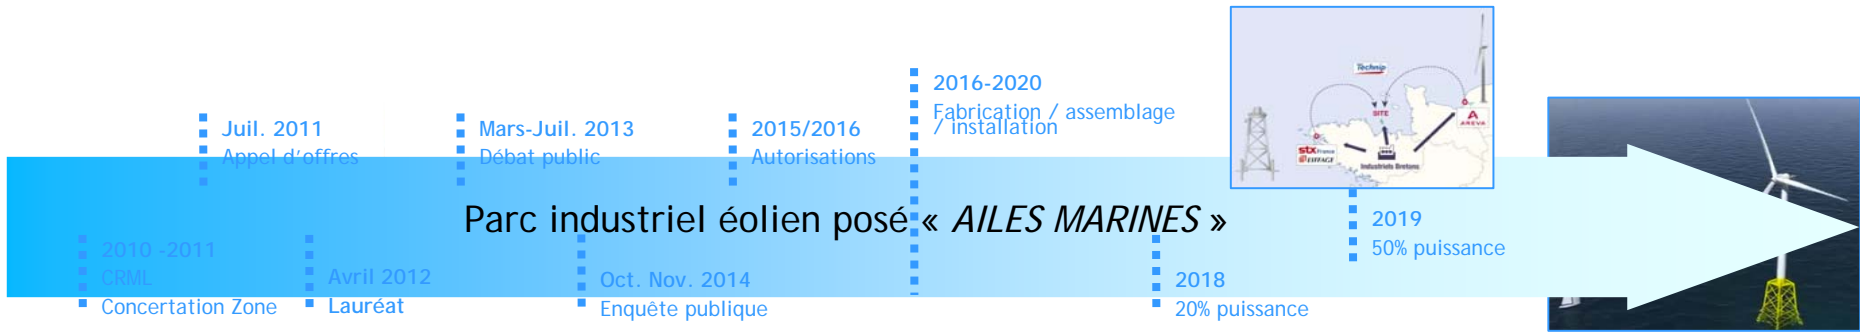 2016-2020
Fabrication / assemblage
/ installation
Juil. 2011
Appel d'offres
Mars-Juil. 2013
Débat public
2015/2016
Autorisations
Technip
SITE
A
AREVA
stx France
EIFFAGE
Industriels Bretons
Parc industriel éolien posé « AILES MARINES »
2019
50% puissance
2010 -2011
CRML
Concertation Zone
Avril 2012
Lauréat
Oct. Nov. 2014
Enquête publique
2018
20% puissance